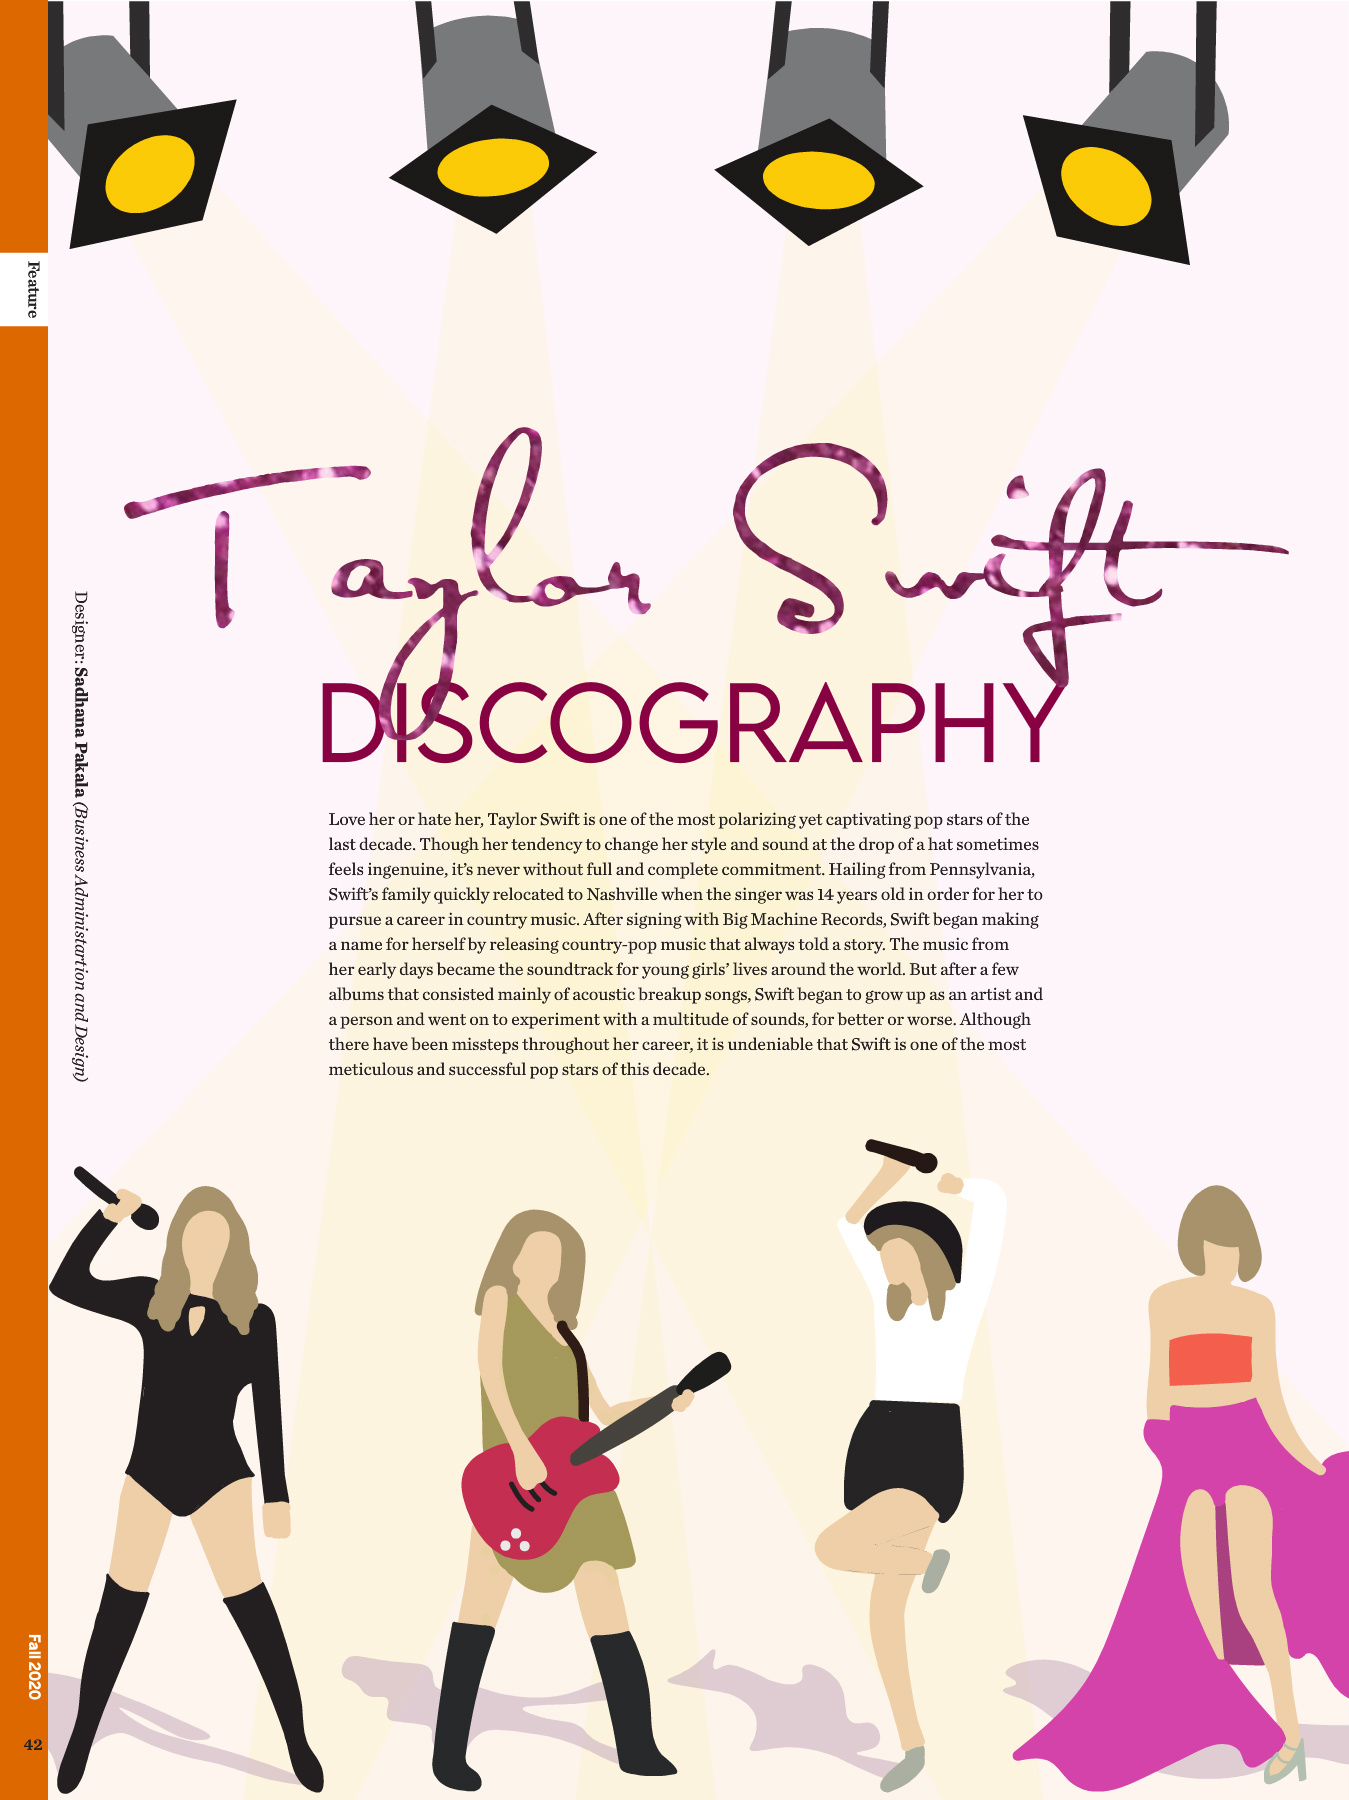 Feature
Taylor Swift
DISCOGRAPHY
Designer: Sadhana Pakala (Business Administartion and Design)
Love her or hate her, Taylor Swift is one of the most polarizing yet captivating pop stars of the
last decade. Though her tendency to change her style and sound at the drop of a hat sometimes
feels ingenuine, it’s never without full and complete commitment. Hailing from Pennsylvania,
Swift’s family quickly relocated to Nashville when the singer was 14 years old in order for her to
pursue a career in country music. After signing with Big Machine Records, Swift began making
a name for herself by releasing country-pop music that always told a story. The music from
her early days became the soundtrack for young girls’ lives around the world. But after a few
albums that consisted mainly of acoustic breakup songs, Swift began to grow up as an artist and
a person and went on to experiment with a multitude of sounds, for better or worse. Although
there have been missteps throughout her career, it is undeniable that Swift is one of the most
meticulous and successful pop stars of this decade.
Fall 2020
42